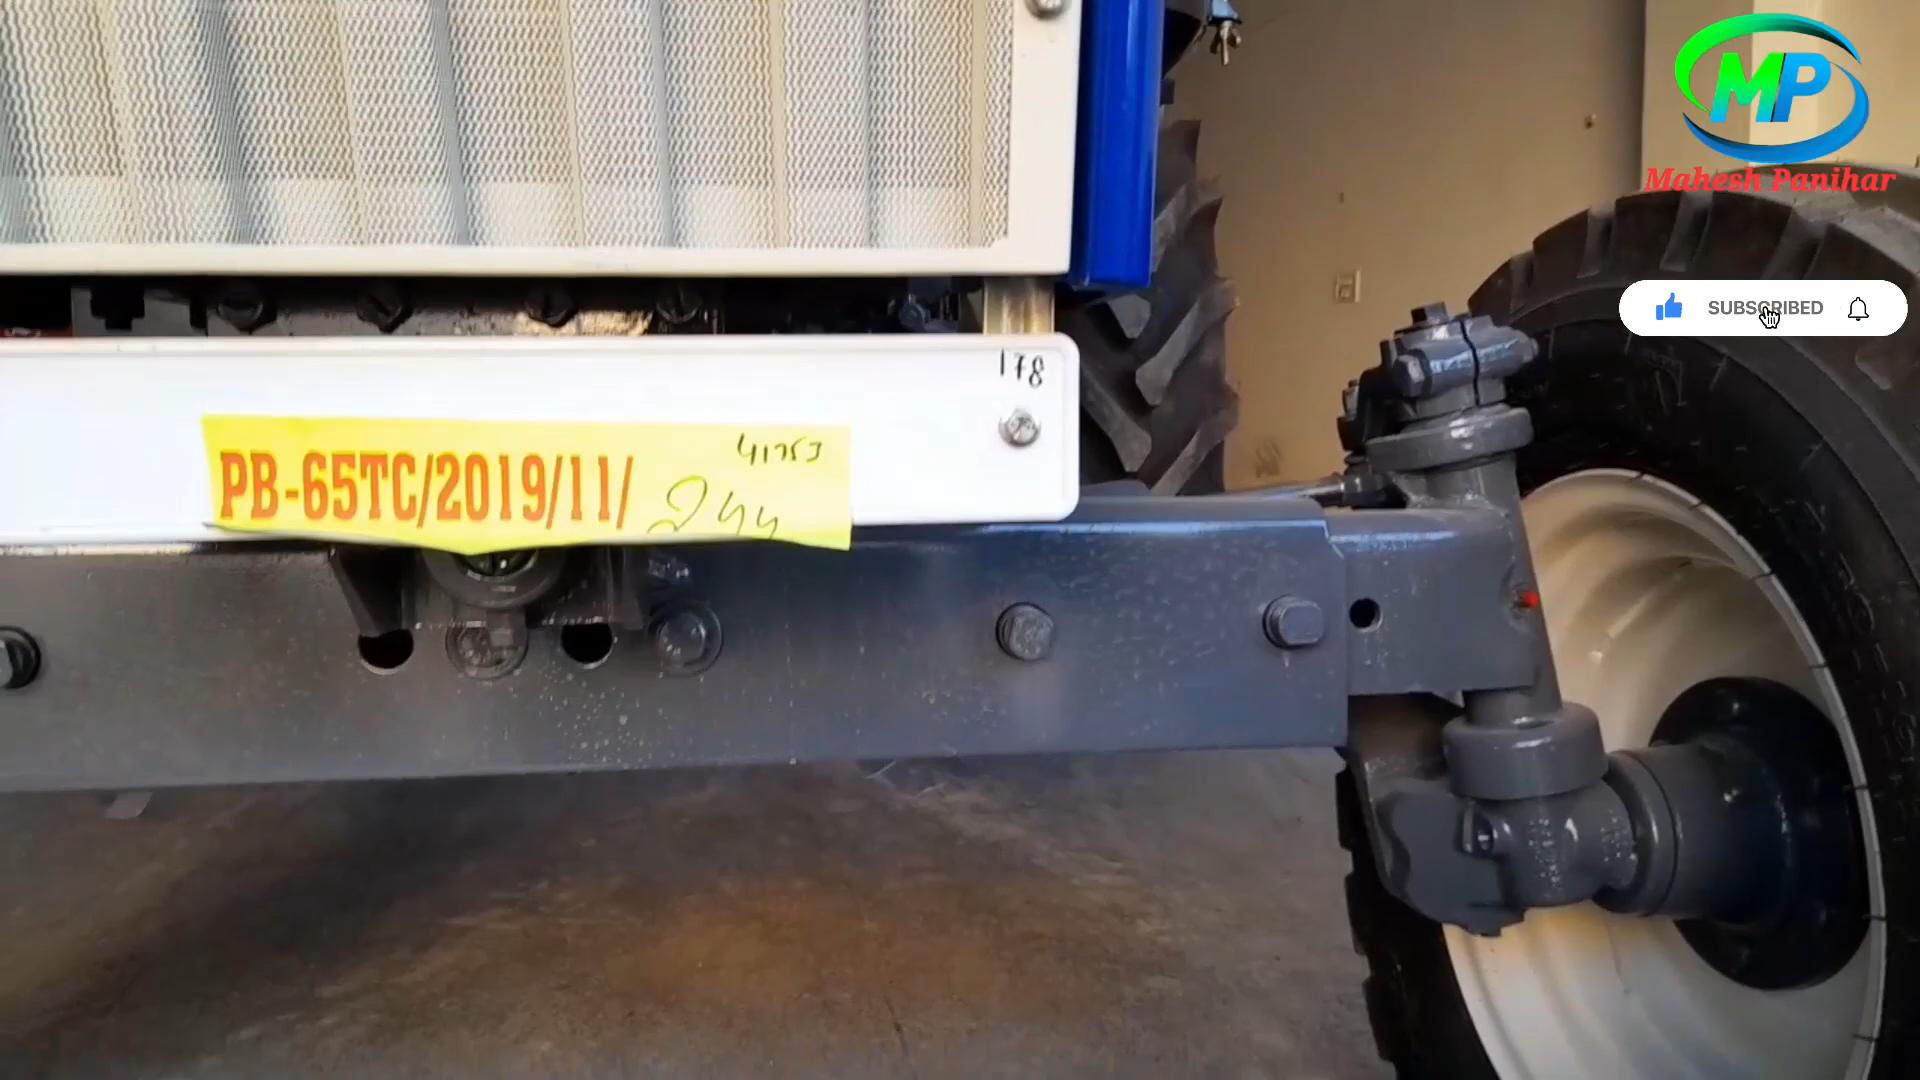 MP
Mahesh Panihar
SUBSCRIBED
178
PB-65TC/2019/11/ 244